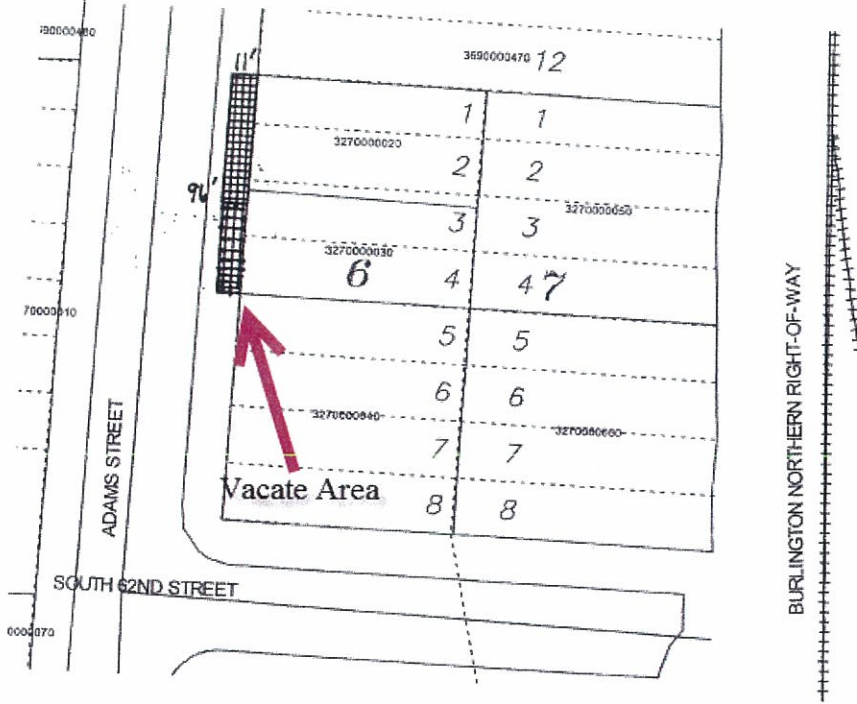 3690000470 12
11'
1 1
3270000020
2 2
96'
3 3
3270000050
3270000030
6 4 4 7
5 5
6 6
3270000040
7 7
Vacate Area
8 8
ADAMS STREET
SOUTH 62ND STREET
BURLINGTON NORTHERN RIGHT-OF-WAY